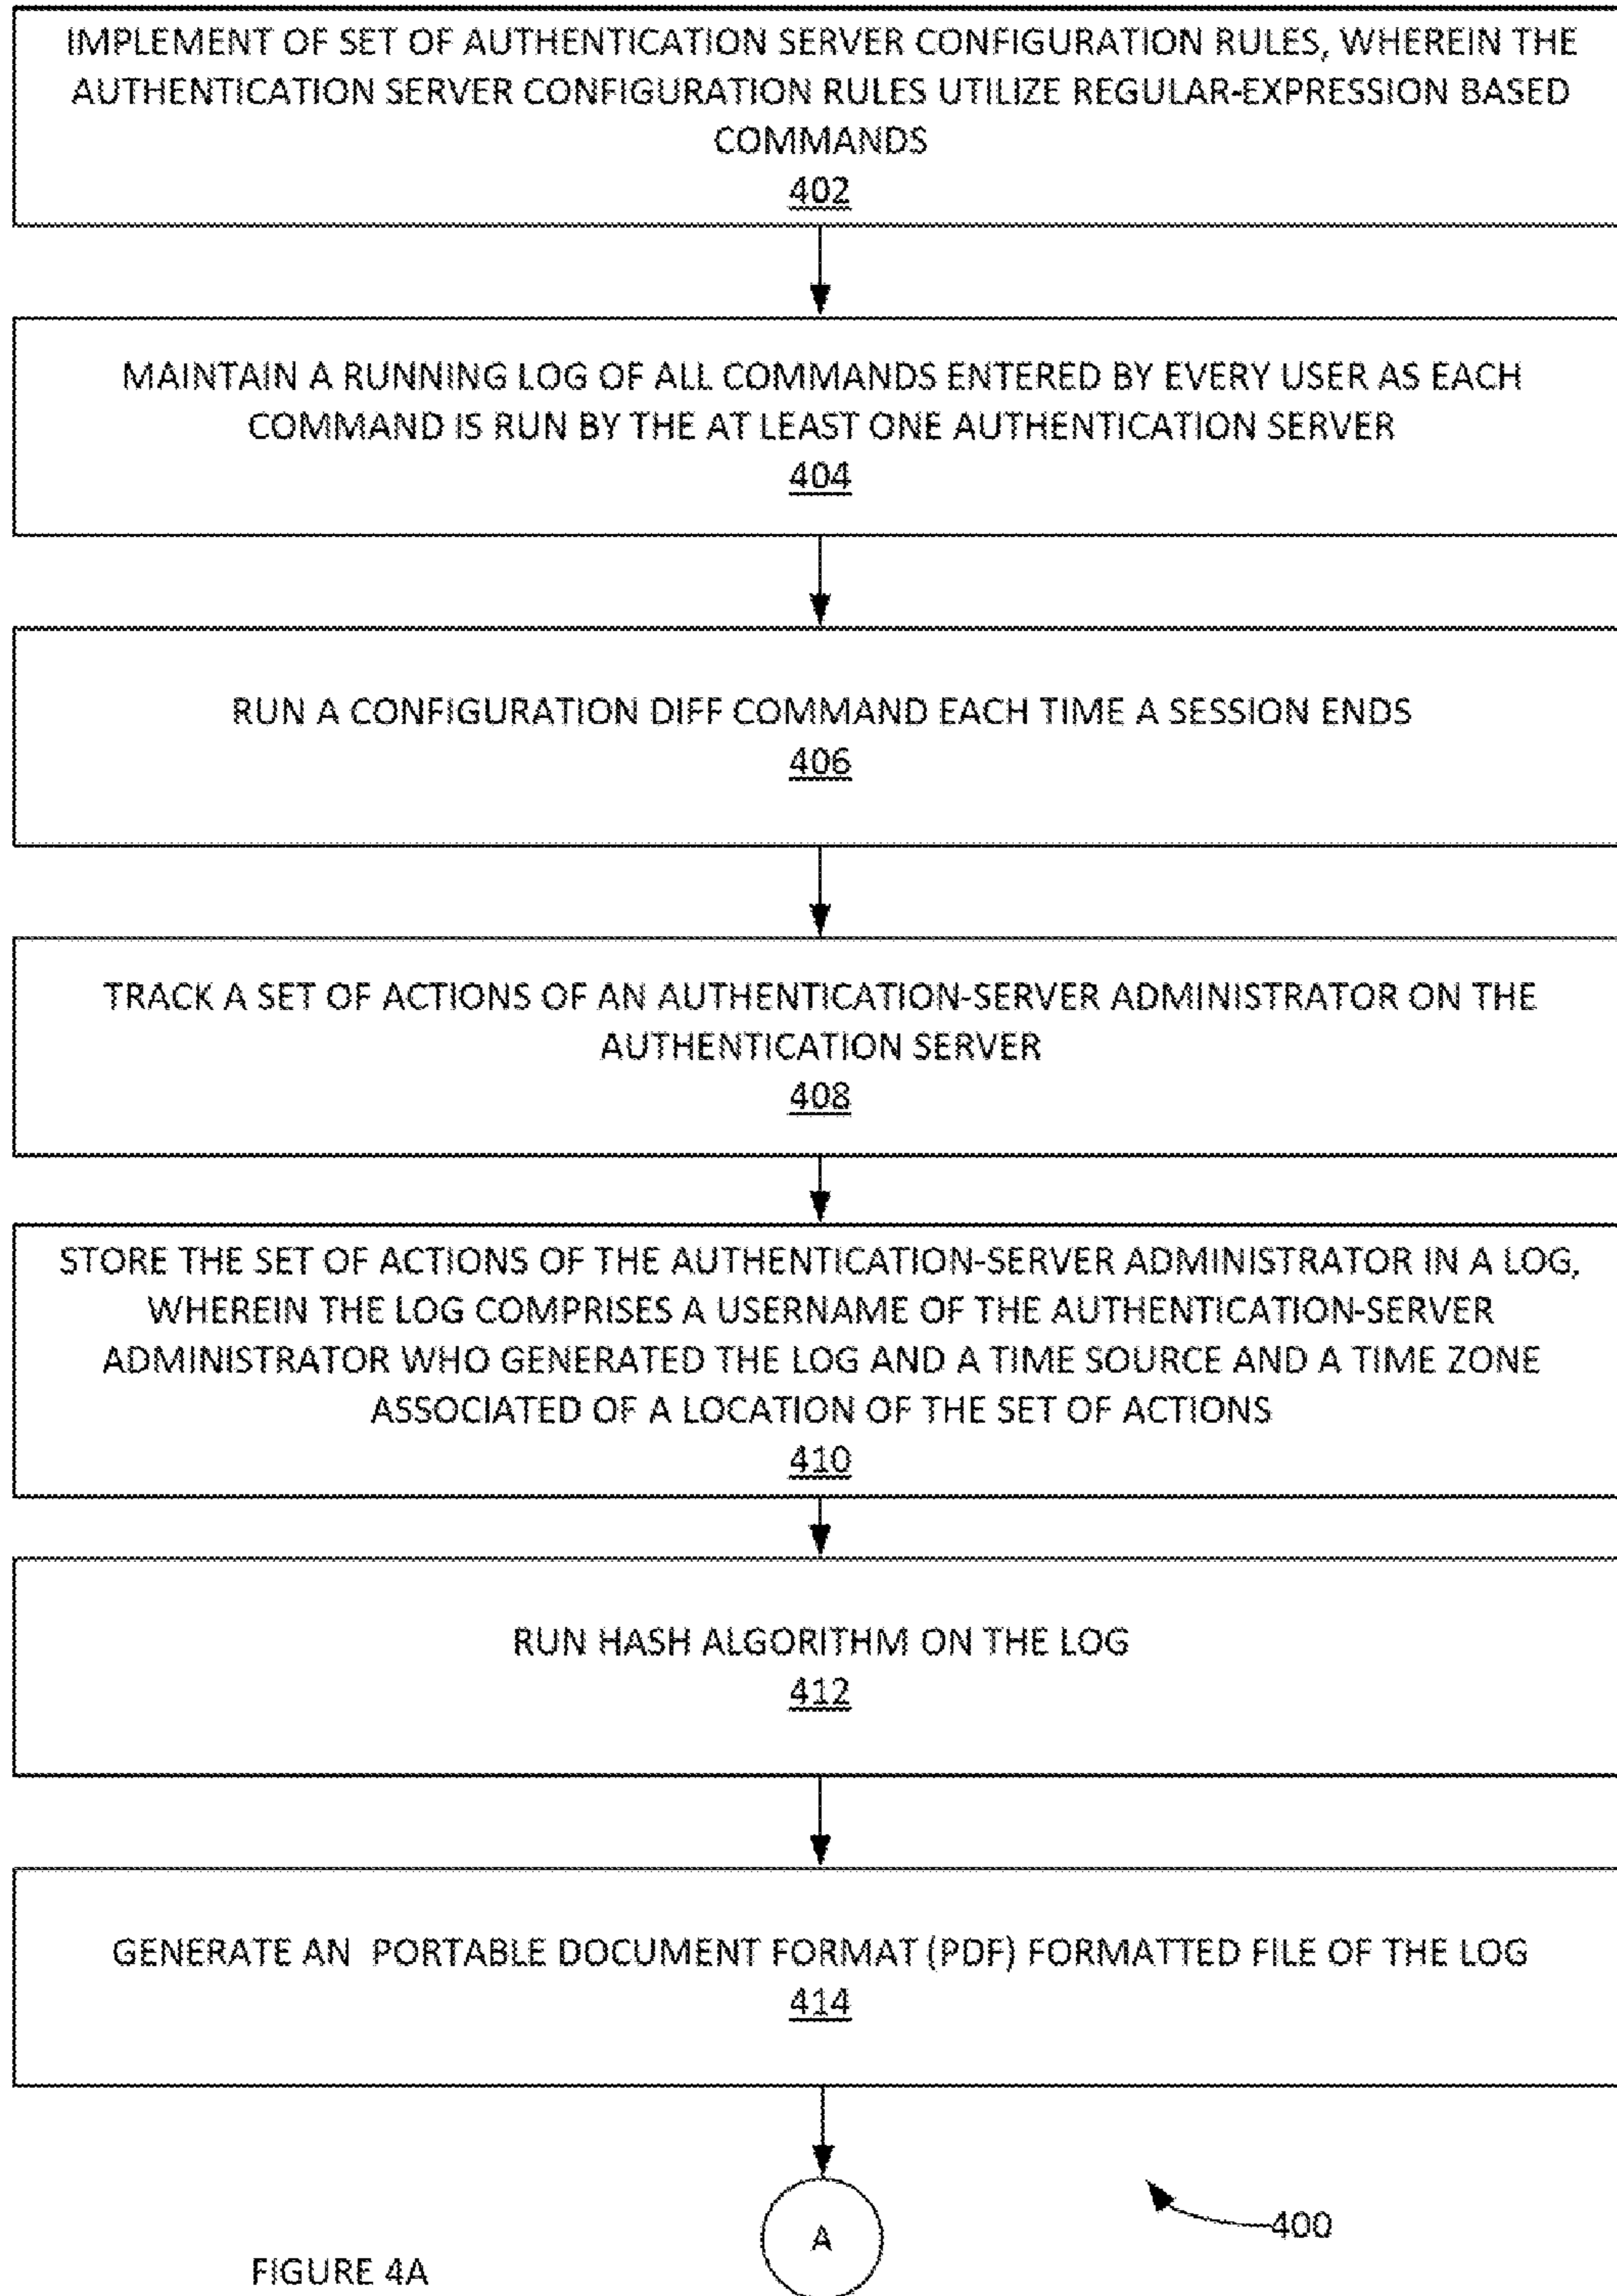 IMPLEMENT OF SET OF AUTHENTICATION SERVER CONFIGURATION RULES, WHEREIN THE
AUTHENTICATION SERVER CONFIGURATION RULES UTILIZE REGULAR-EXPRESSION BASED
COMMANDS
402
MAINTAIN A RUNNING LOG OF ALL COMMANDS ENTERED BY EVERY USER AS EACH
COMMAND IS RUN BY THE AT LEAST ONE AUTHENTICATION SERVER
404
RUN A CONFIGURATION DIFF COMMAND EACH TIME A SESSION ENDS
406
TRACK A SET OF ACTIONS OF AN AUTHENTICATION-SERVER ADMINISTRATOR ON THE
AUTHENTICATION SERVER
408
STORE THE SET OF ACTIONS OF THE AUTHENTICATION-SERVER ADMINISTRATOR IN A LOG,
WHEREIN THE LOG COMPRISES A USERNAME OF THE AUTHENTICATION-SERVER
ADMINISTRATOR WHO GENERATED THE LOG AND A TIME SOURCE AND A TIME ZONE
ASSOCIATED OF A LOCATION OF THE SET OF ACTIONS
410
RUN HASH ALGORITHM ON THE LOG
412
GENERATE AN PORTABLE DOCUMENT FORMAT (PDF) FORMATTED FILE OF THE LOG
414
A
400
FIGURE 4A